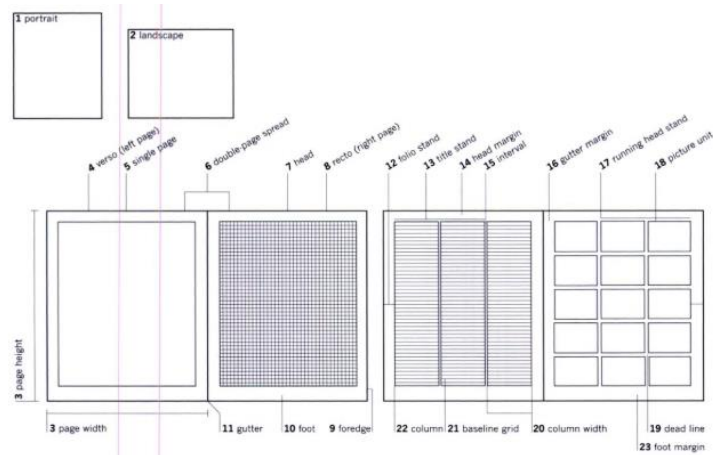 1 portrait
2 landscape
4 verso (left page)
5 single page
6 double-page spread
7 head
8 recto (right page)
12 folio stand
13 title stand
14 head margin
15 interval
16 gutter margin
17 running head stand
18 picture unit
3 page height
3 page width
11 gutter
10 foot
9 foredge
22 column
21 baseline grid
20 column width
19 dead line
23 foot margin